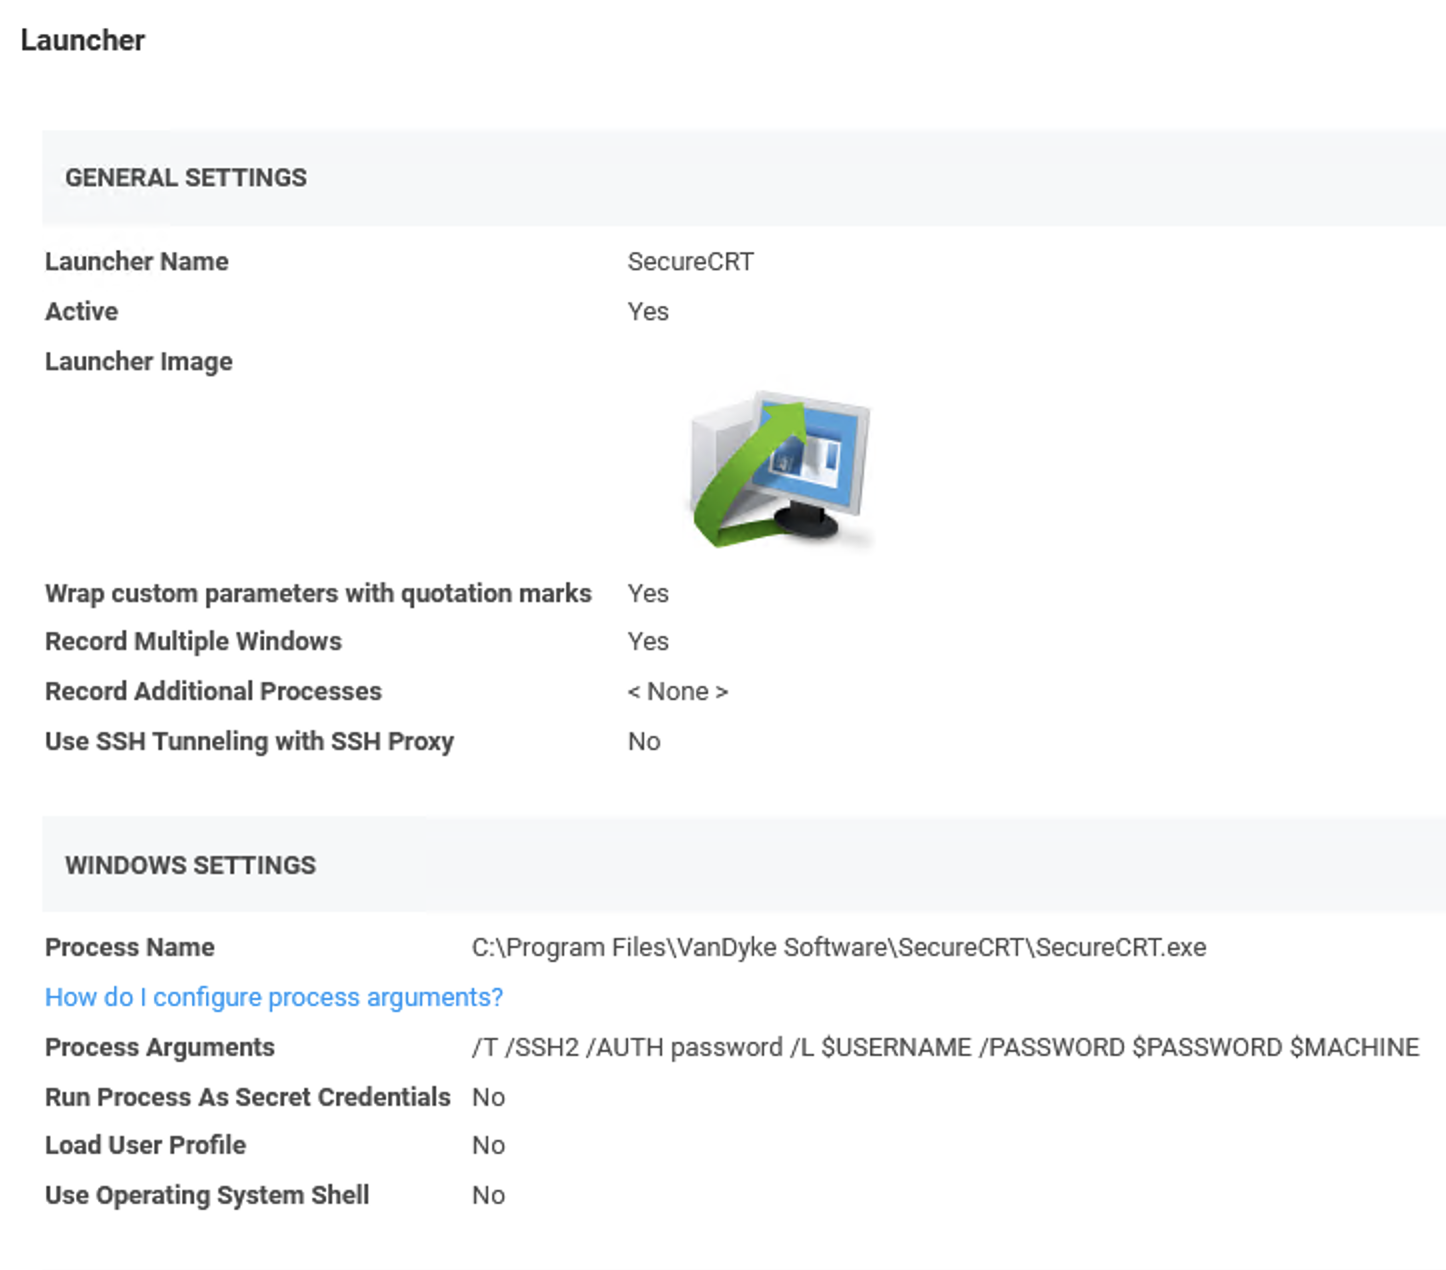 Launcher
GENERAL SETTINGS
Launcher Name SecureCRT
Active Yes
Launcher Image
Wrap custom parameters with quotation marks Yes
Record Multiple Windows Yes
Record Additional Processes < None >
Use SSH Tunneling with SSH Proxy No
WINDOWS SETTINGS
Process Name C:\Program Files\VanDyke Software\SecureCRT\SecureCRT.exe
How do I configure process arguments?
Process Arguments /T /SSH2 /AUTH password /L $USERNAME /PASSWORD $PASSWORD $MACHINE
Run Process As Secret Credentials No
Load User Profile No
Use Operating System Shell No